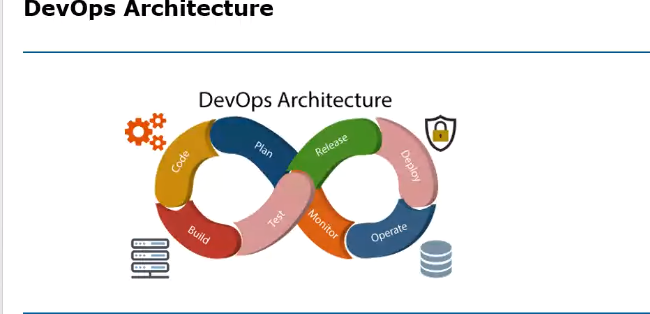 DevOps Architecture
DevOps Architecture
Code
Plan
Release
Deploy
Build
Test
Monitor
Operate